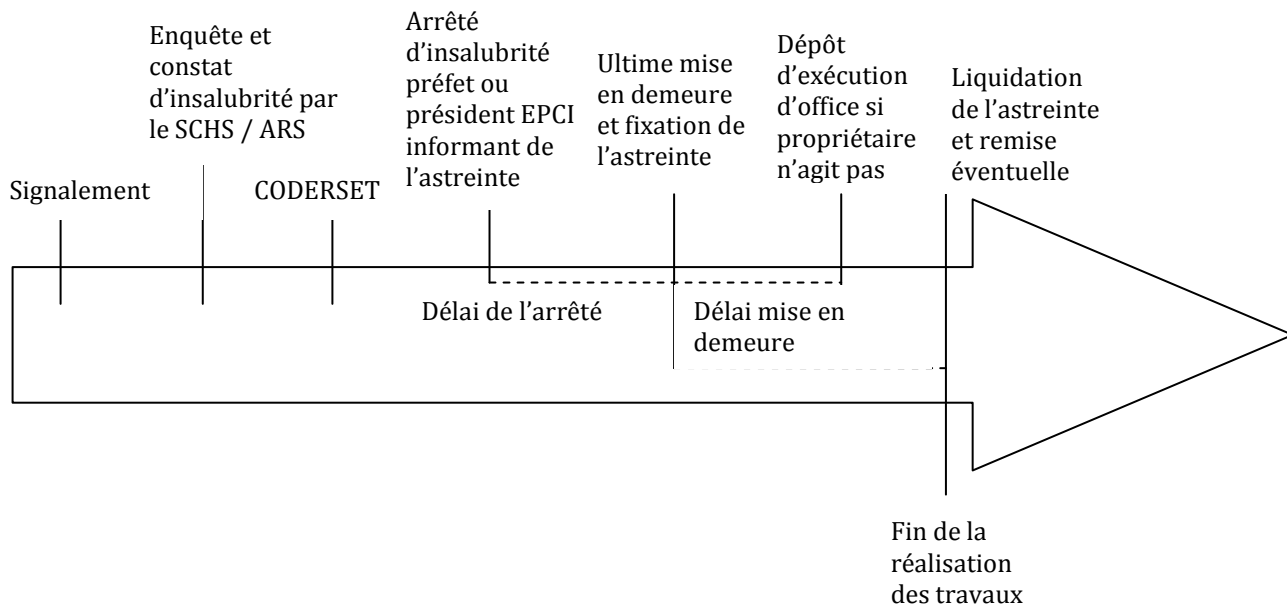 Signalement
Enquête et
constat
d’insalubrité par
le SCHS / ARS
CODERSET
Arrêté
d’insalubrité
préfet ou
président EPCI
informant de
l’astreinte
Ultime mise
en demeure
et fixation de
l’astreinte
Dépôt
d’exécution
d’office si
propriétaire
n’agit pas
Liquidation
de l’astreinte
et remise
éventuelle
Délai de l’arrêté
Délai mise en
demeure
Fin de la
réalisation
des travaux